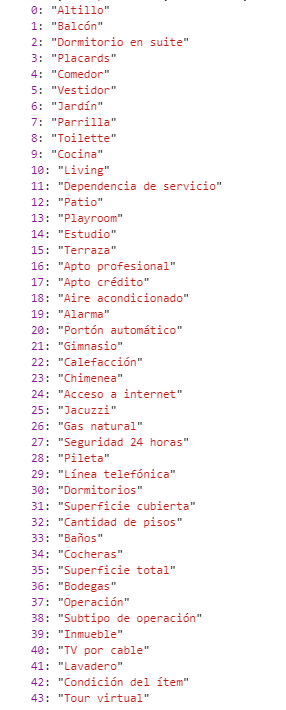 0: "Altillo"
1: "Balcón"
2: "Dormitorio en suite"
3: "Placards"
4: "Comedor"
5: "Vestidor"
6: "Jardín"
7: "Parrilla"
8: "Toilette"
9: "Cocina"
10: "Living"
11: "Dependencia de servicio"
12: "Patio"
13: "Playroom"
14: "Estudio"
15: "Terraza"
16: "Apto profesional"
17: "Apto crédito"
18: "Aire acondicionado"
19: "Alarma"
20: "Portón automático"
21: "Gimnasio"
22: "Calefacción"
23: "Chimenea"
24: "Acceso a internet"
25: "Jacuzzi"
26: "Gas natural"
27: "Seguridad 24 horas"
28: "Pileta"
29: "Línea telefónica"
30: "Dormitorios"
31: "Superficie cubierta"
32: "Cantidad de pisos"
33: "Baños"
34: "Cocheras"
35: "Superficie total"
36: "Bodegas"
37: "Operación"
38: "Subtipo de operación"
39: "Inmueble"
40: "TV por cable"
41: "Lavadero"
42: "Condición del ítem"
43: "Tour virtual"